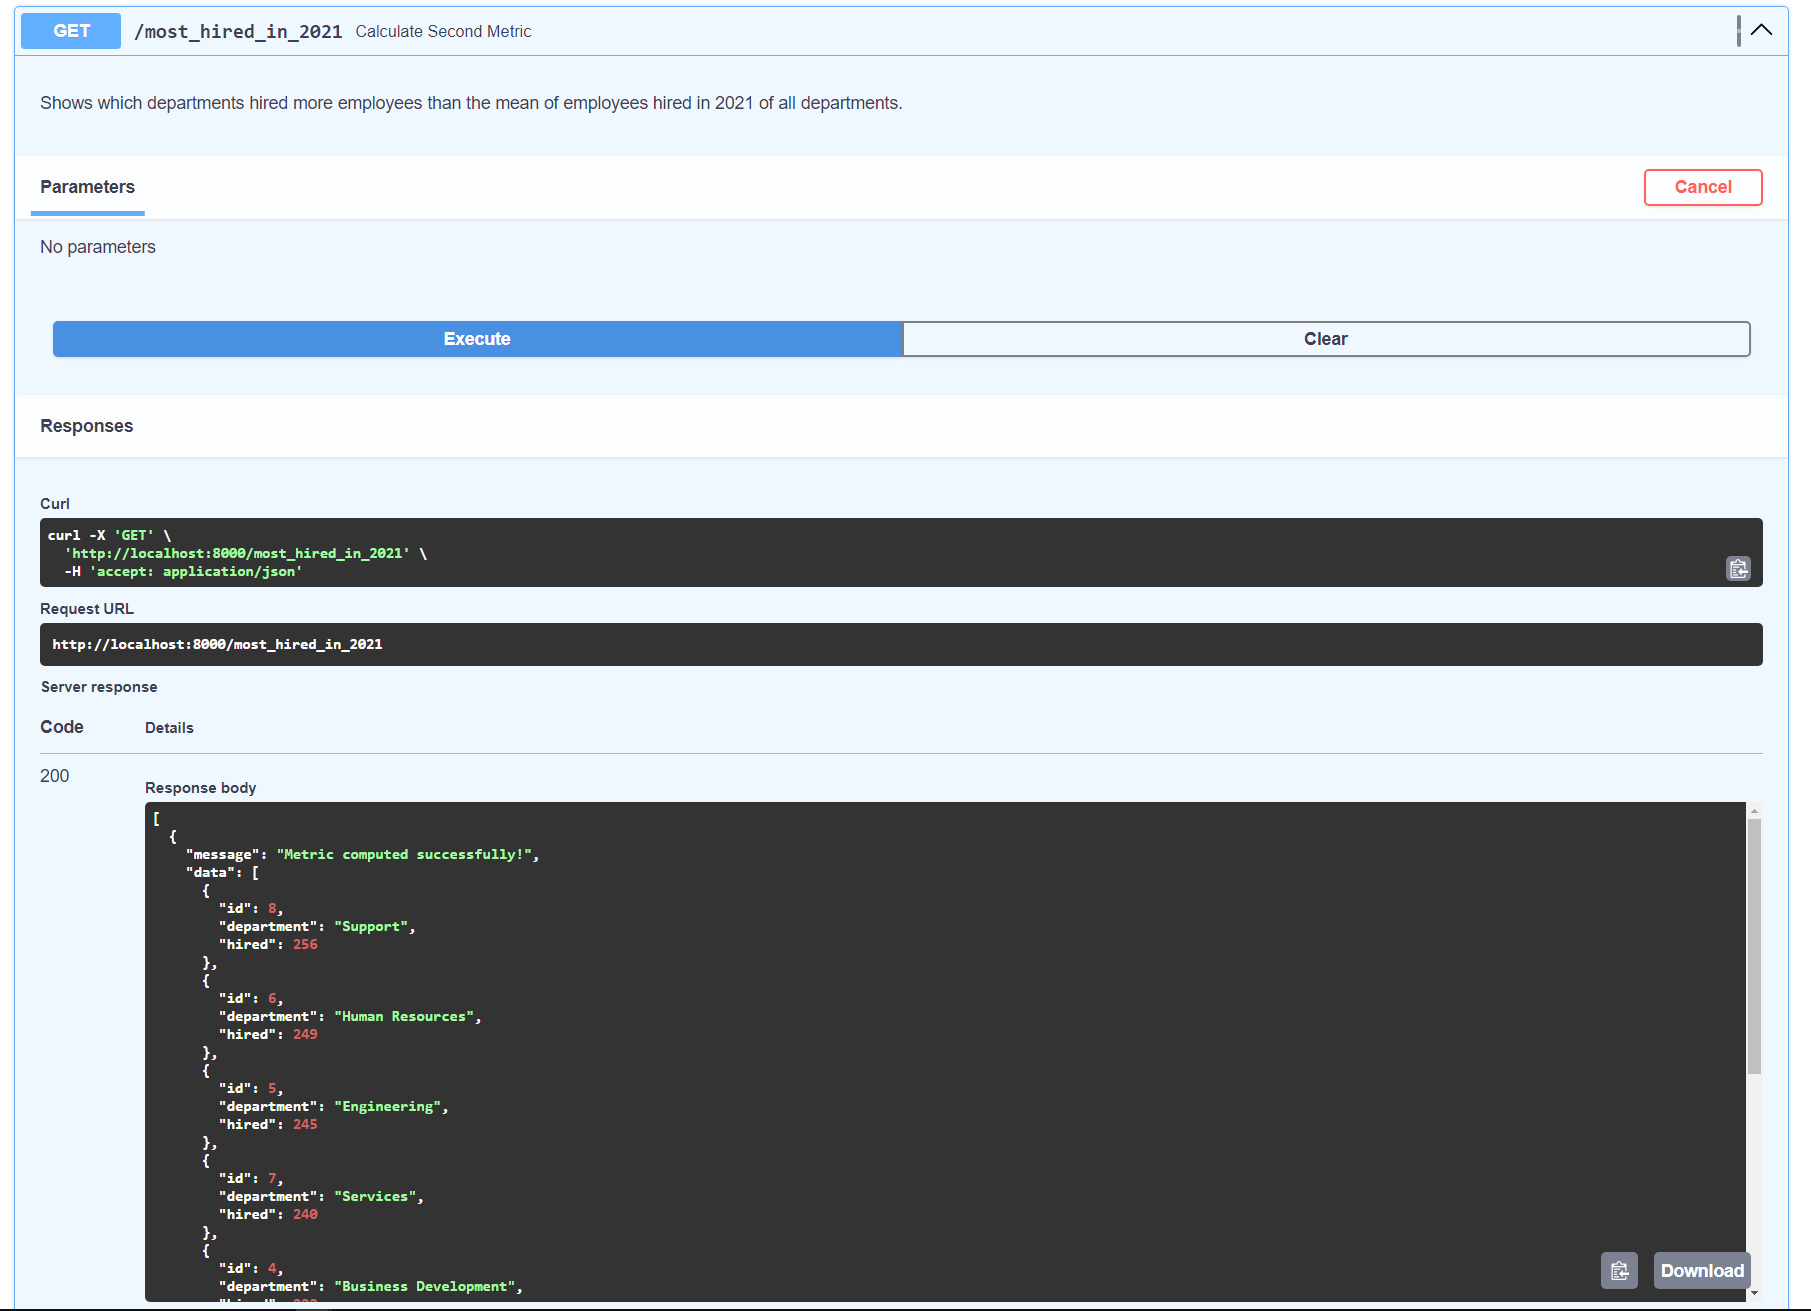 GET /most_hired_in_2021 Calculate Second Metric
Shows which departments hired more employees than the mean of employees hired in 2021 of all departments.
Parameters
Cancel
No parameters
Execute
Clear
Responses
Curl
curl -X 'GET' \
  'http://localhost:8000/most_hired_in_2021' \
  -H 'accept: application/json'
Request URL
http://localhost:8000/most_hired_in_2021
Server response
Code Details
200
Response body
[
  {
    "message": "Metric computed successfully!",
    "data": [
      {
        "id": 8,
        "department": "Support",
        "hired": 256
      },
      {
        "id": 6,
        "department": "Human Resources",
        "hired": 249
      },
      {
        "id": 5,
        "department": "Engineering",
        "hired": 245
      },
      {
        "id": 7,
        "department": "Services",
        "hired": 240
      },
      {
        "id": 4,
        "department": "Business Development",
Download